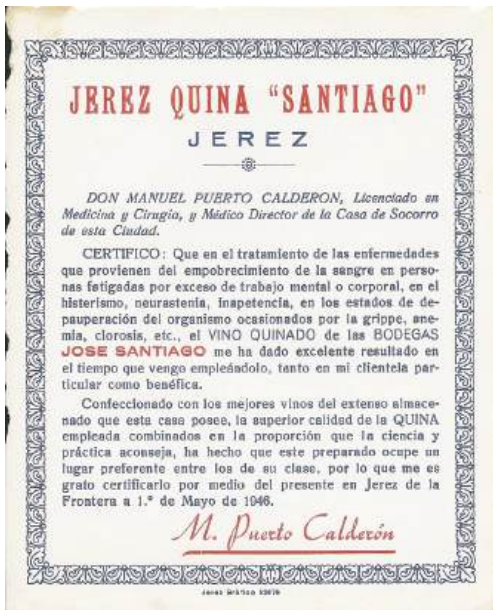 JEREZ QUINA “SANTIAGO”
JEREZ
DON MANUEL PUERTO CALDERON, Licenciado en
Medicina y Cirugia, y Médico Director de la Casa de Socorro
de esta Ciudad.
CERTIFICO: Que en el tratamiento de las enfermedades
que provienen del empobrecimiento de la sangre en perso-
nas fatigadas por exceso de trabajo mental o corporal, en el
histerismo, neurastenia, inapetencia, en los estados de de-
pauperación del organismo ocasionados por la grippe, ane-
mia, clorosis, etc., el VINO QUINADO de las BODEGAS
JOSE SANTIAGO me ha dado excelente resultado en
el tiempo que vengo empleándolo, tanto en mi clientela par-
ticular como benéfica.
Confeccionado con los mejores vinos del extenso almace-
nado que esta casa posee, la superior calidad de la QUINA
empleada combinados en la proporción que la ciencia y
práctica aconseja, ha hecho que este preparado ocupe un
lugar preferente entre los de su clase, por lo que me es
grato certificarlo por medio del presente en Jerez de la
Frontera a 1.º de Mayo de 1946.
M. Puerto Calderón
Jerez Gráfico